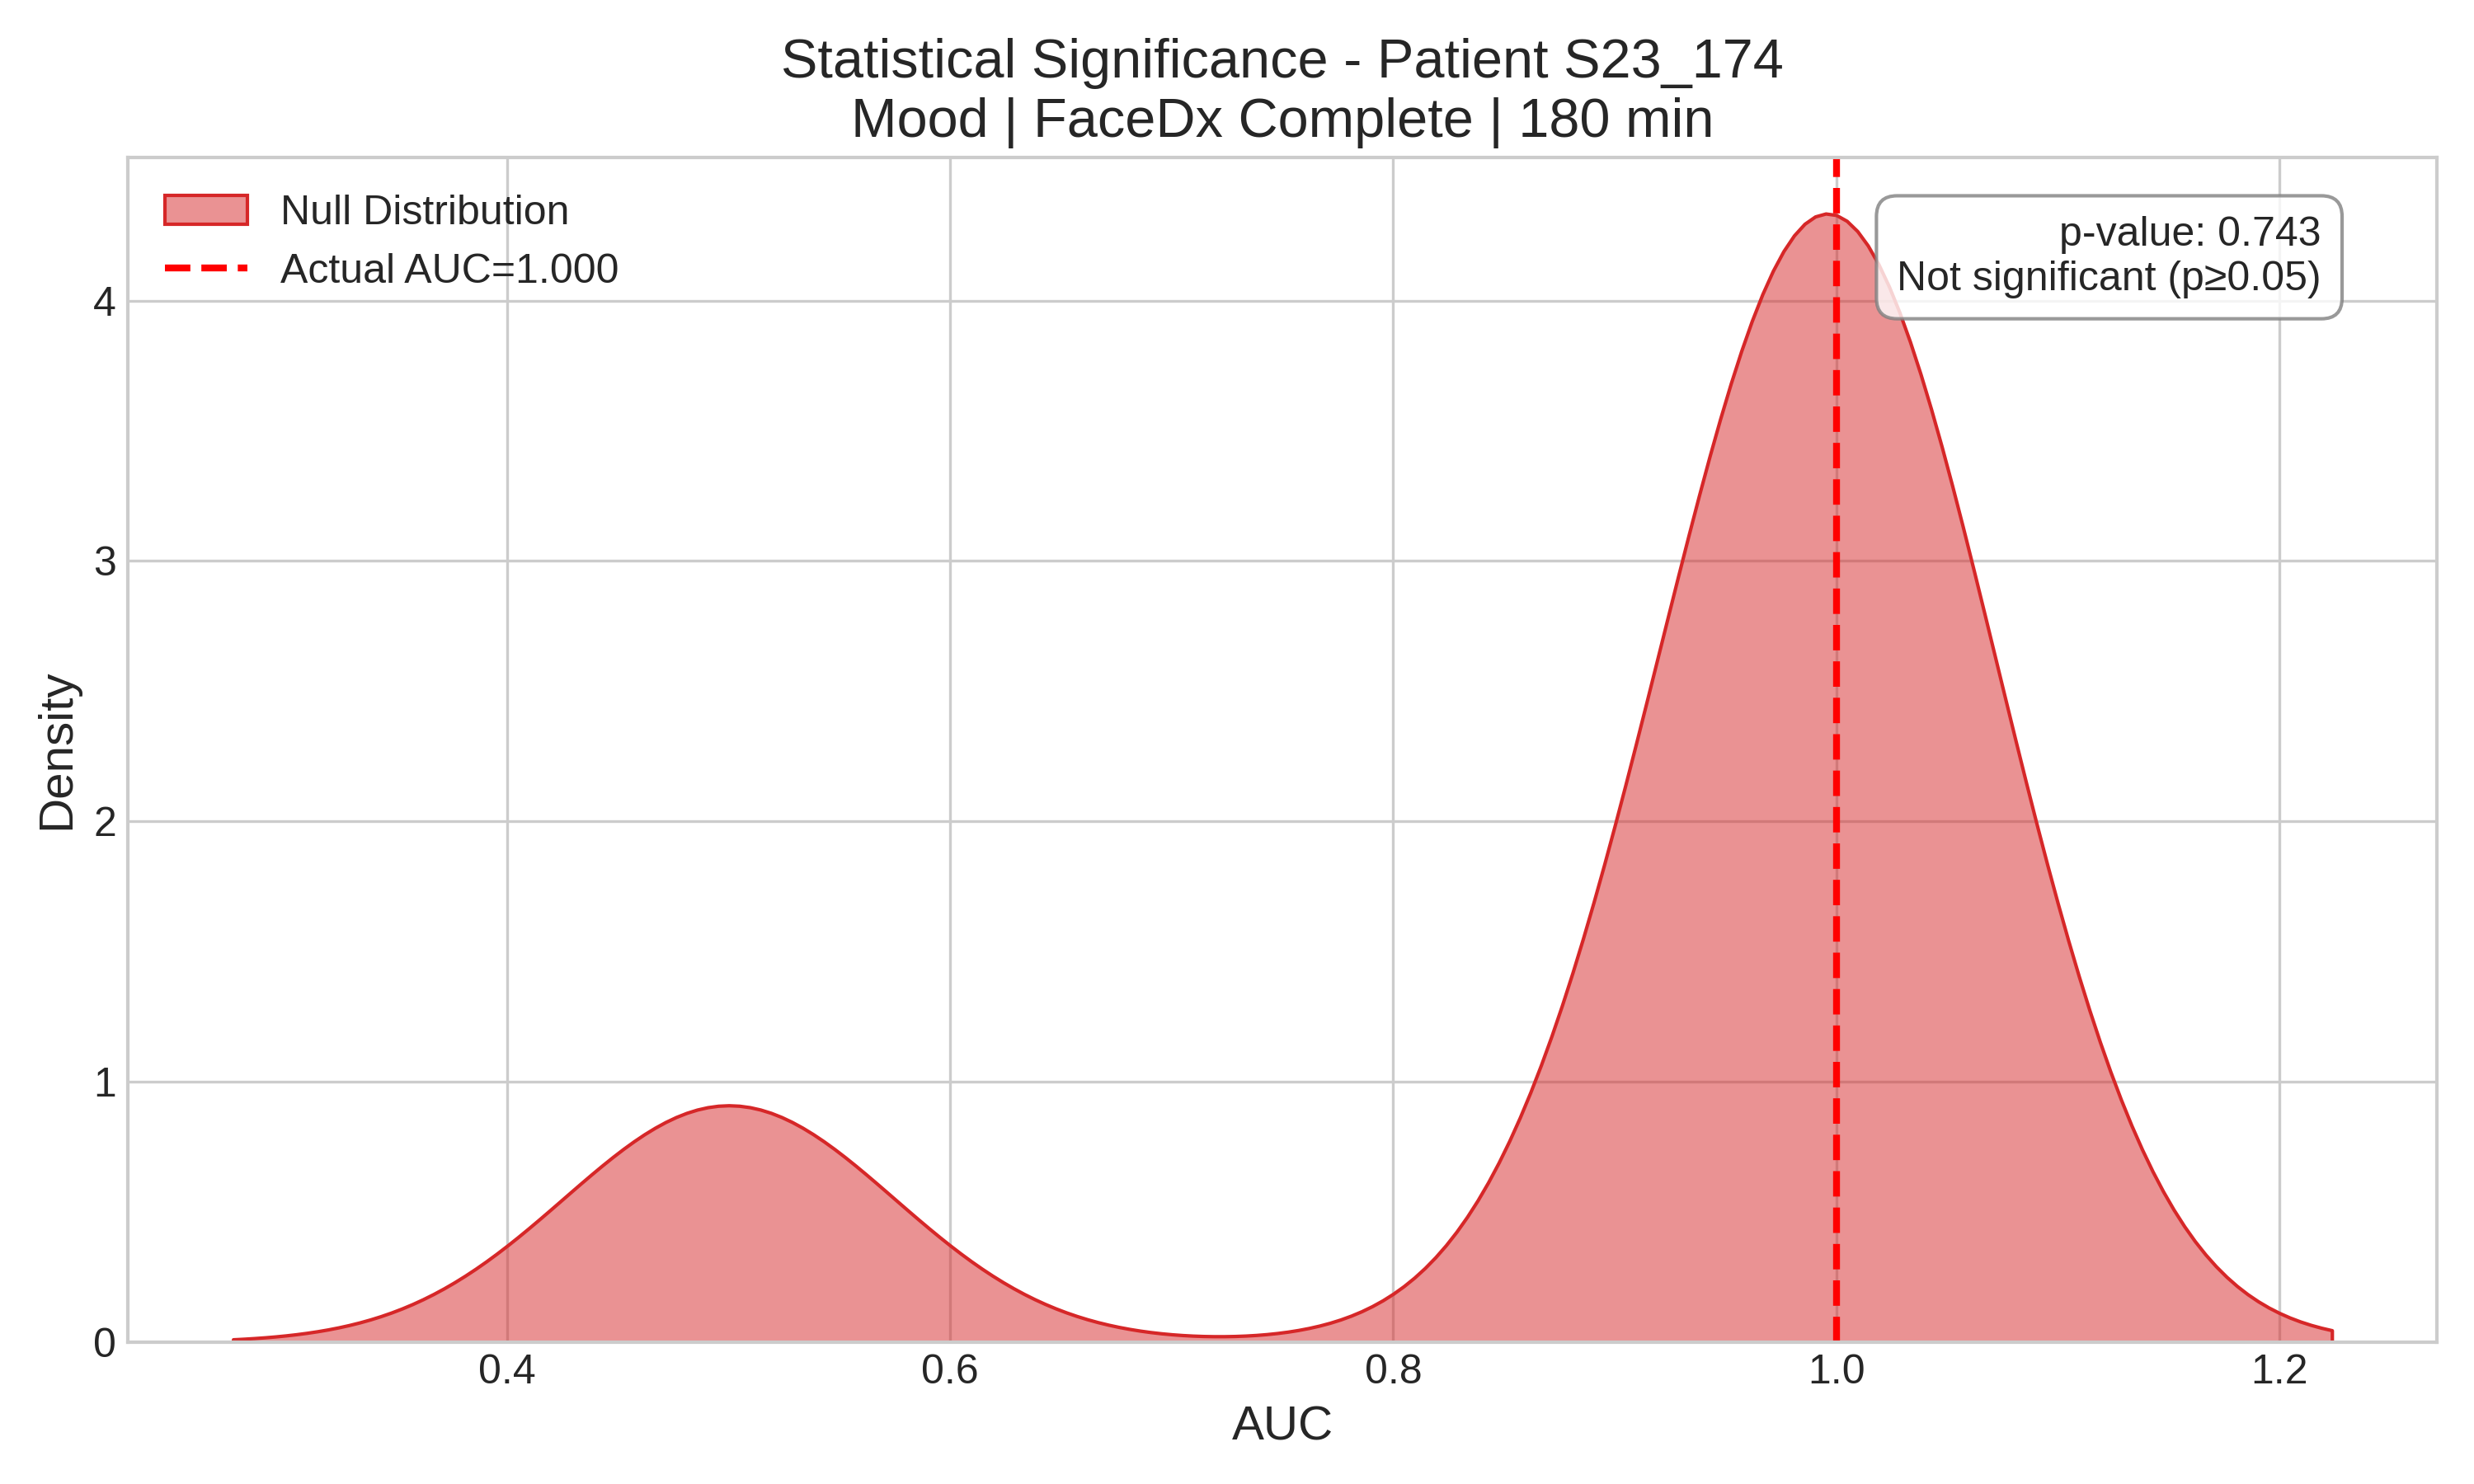 Statistical Significance - Patient S23_174
Mood | FaceDx Complete | 180 min
Null Distribution
Actual AUC=1.000
p-value: 0.743
Not significant (p≥0.05)
Density
4
3
2
1
0
0.4
0.6
0.8
1.0
1.2
AUC